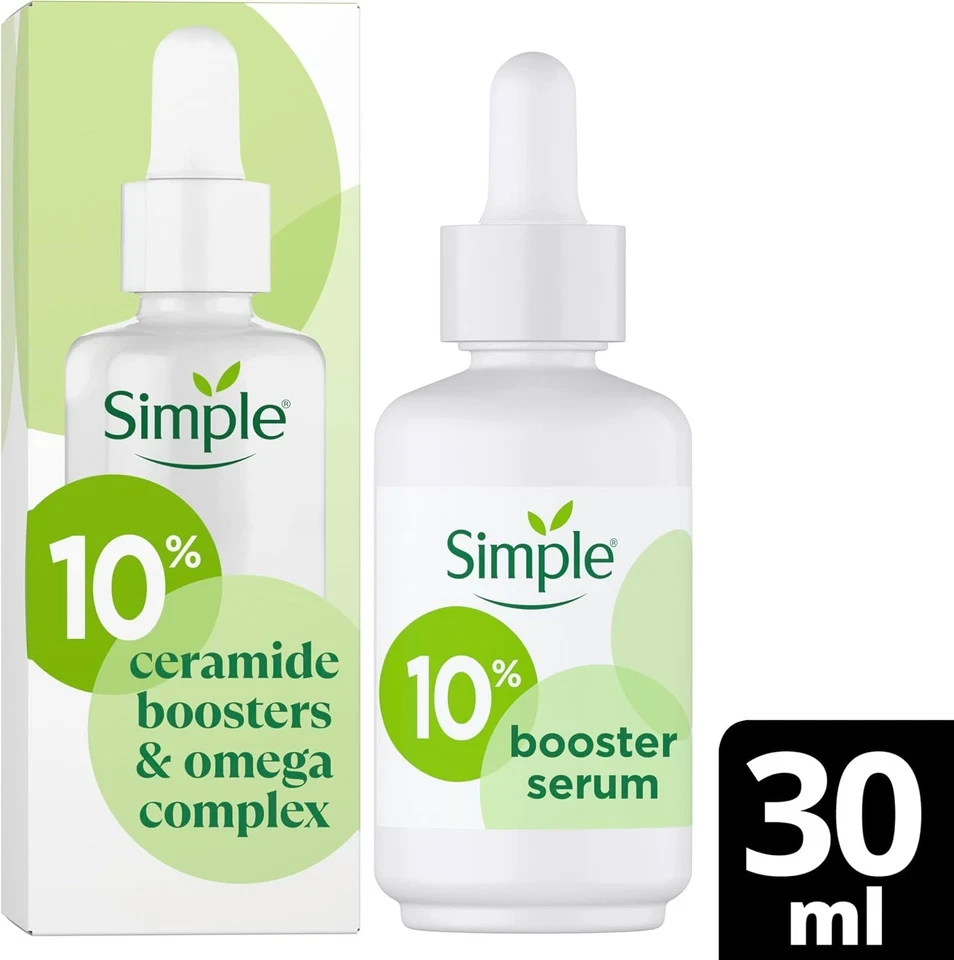 Simple®
10%
ceramide
boosters
& omega
complex
Simple®
10%
booster
serum
30
ml